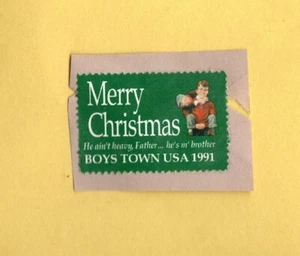 Merry
Christmas
He ain't heavy, Father... he's m' brother
BOYS TOWN USA 1991